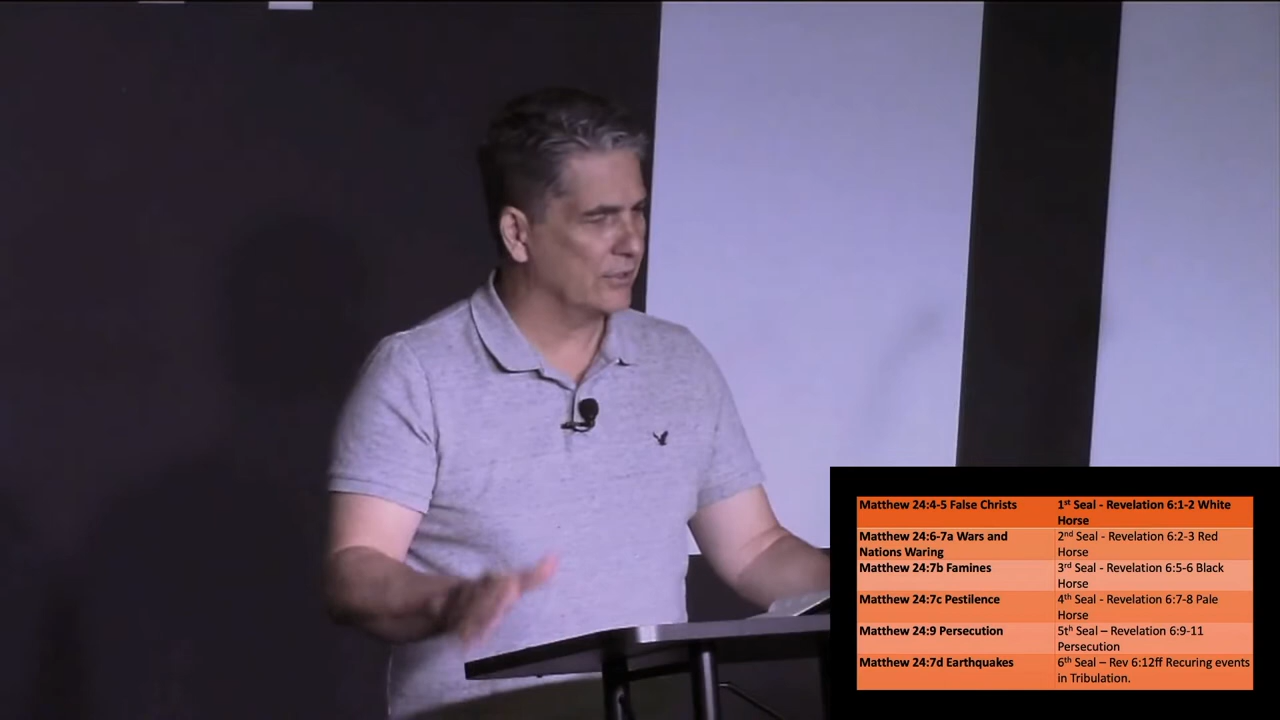 Matthew 24:4-5 False Christs
1st Seal - Revelation 6:1-2 White
Horse
Matthew 24:6-7a Wars and
Nations Waring
2nd Seal - Revelation 6:2-3 Red
Horse
Matthew 24:7b Famines
3rd Seal - Revelation 6:5-6 Black
Horse
Matthew 24:7c Pestilence
4th Seal - Revelation 6:7-8 Pale
Horse
Matthew 24:9 Persecution
5th Seal – Revelation 6:9-11
Persecution
Matthew 24:7d Earthquakes
6th Seal – Rev 6:12ff Recuring events
in Tribulation.